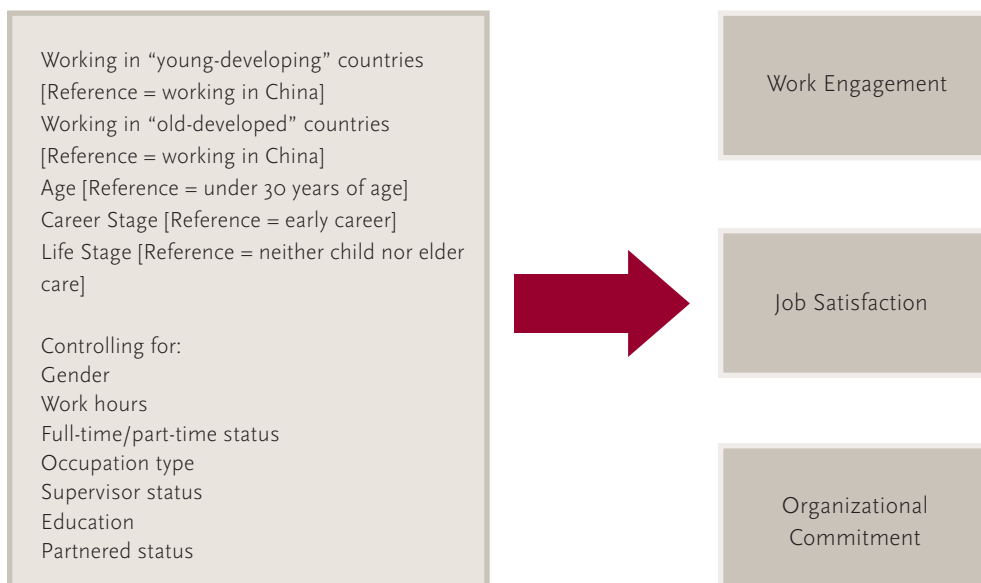 Working in “young-developing” countries
[Reference = working in China]
Working in “old-developed” countries
[Reference = working in China]
Age [Reference = under 30 years of age]
Career Stage [Reference = early career]
Life Stage [Reference = neither child nor elder
care]
Controlling for:
Gender
Work hours
Full-time/part-time status
Occupation type
Supervisor status
Education
Partnered status
Work Engagement
Job Satisfaction
Organizational
Commitment